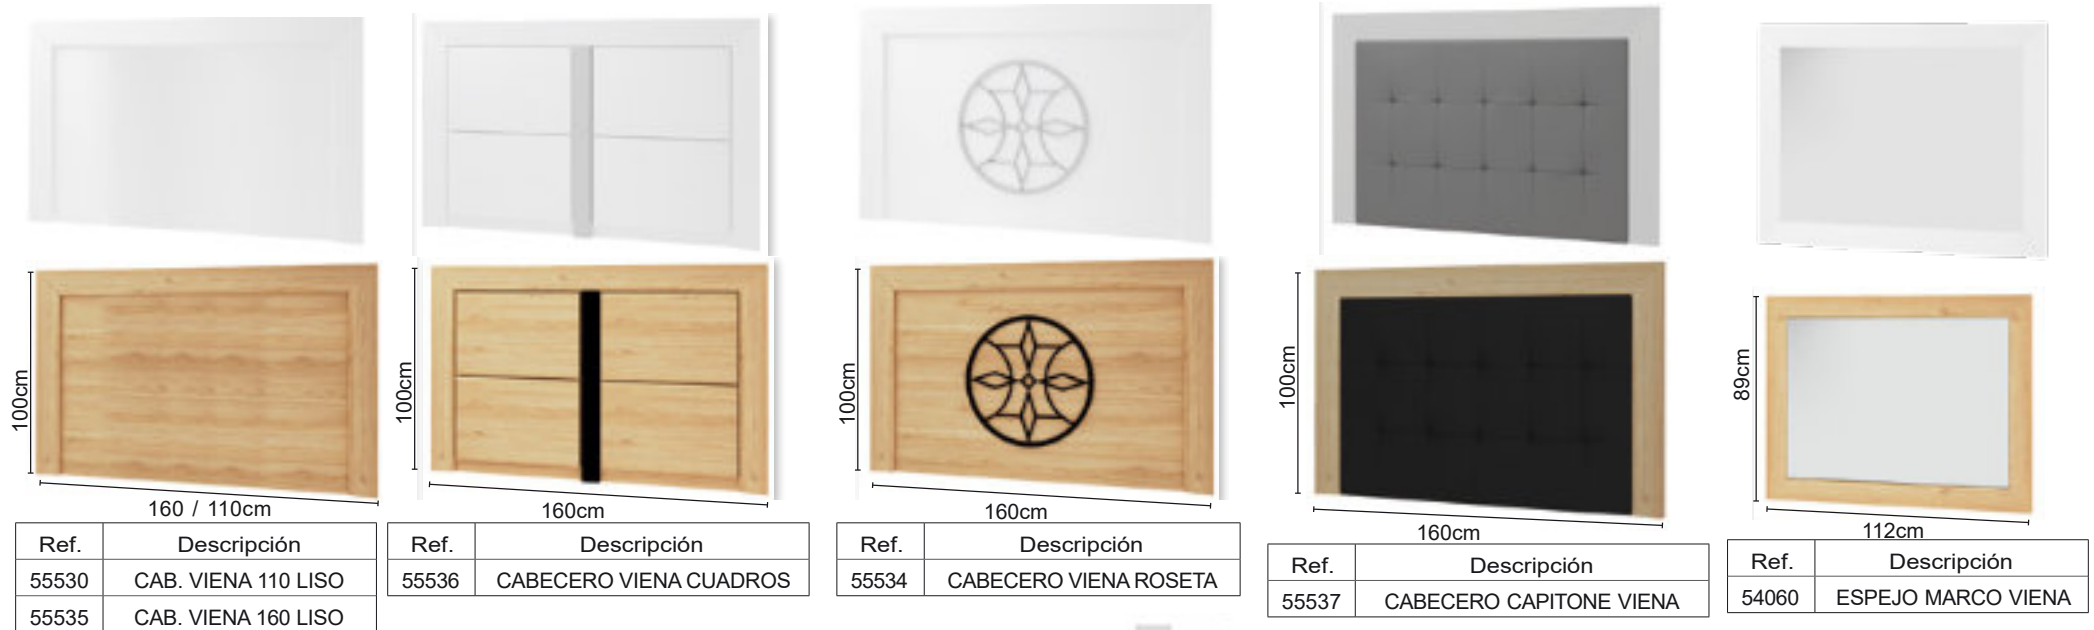 100cm
160 / 110cm
Ref. Descripción
55530 CAB. VIENA 110 LISO
55535 CAB. VIENA 160 LISO
100cm
160cm
Ref. Descripción
55536 CABECERO VIENA CUADROS
100cm
160cm
Ref. Descripción
55534 CABECERO VIENA ROSETA
100cm
160cm
Ref. Descripción
55537 CABECERO CAPITONE VIENA
89cm
112cm
Ref. Descripción
54060 ESPEJO MARCO VIENA